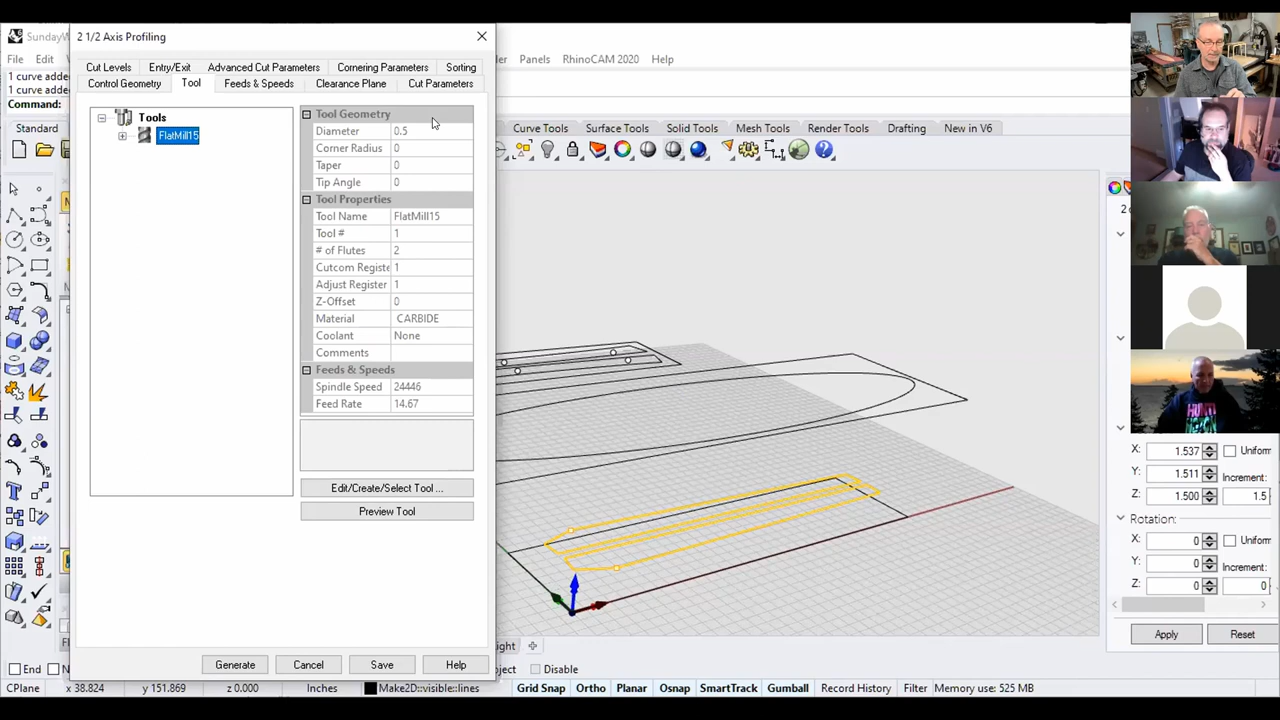 SundayW
2 1/2 Axis Profiling
File Edit
Panels RhinoCAM 2020 Help
1 curve adde
1 curve adde
Command:
Cut Levels Entry/Exit Advanced Cut Parameters Cornering Parameters Sorting
Control Geometry Tool Feeds & Speeds Clearance Plane Cut Parameters
Standard
Curve Tools Surface Tools Solid Tools Mesh Tools Render Tools Drafting New in V6
Tools
FlatMill15
Tool Geometry
Diameter 0.5
Corner Radius 0
Taper 0
Tip Angle 0
Tool Properties
Tool Name FlatMill15
Tool # 1
# of Flutes 2
Cutcom Registe 1
Adjust Register 1
Z-Offset 0
Material CARBIDE
Coolant None
Comments
Feeds & Speeds
Spindle Speed 24446
Feed Rate 14.67
Edit/Create/Select Tool ...
Preview Tool
X: 1.537 Uniform
Y: 1.511 Increment:
Z: 1.500 1.5
Rotation:
X: 0 Uniform
Y: 0 Increment:
Z: 0 0
Apply Reset
Generate Cancel Save Help
End
Disable
CPlane x 38.824 y 151.869 z 0.000 Inches Make2D::visible::lines Grid Snap Ortho Planar Osnap SmartTrack Gumball Record History Filter Memory use: 525 MB